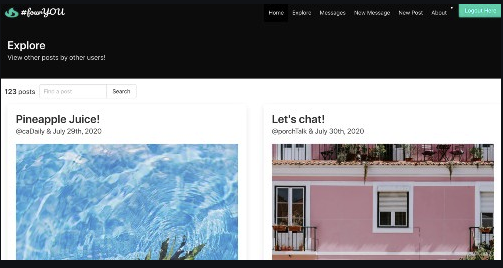 #fourYOU
Home Explore Messages New Message New Post About Logout Here
Explore
View other posts by other users!
123 posts Find a post Search
Pineapple Juice!
@caDaily & July 29th, 2020
Let's chat!
@porchTalk & July 30th, 2020